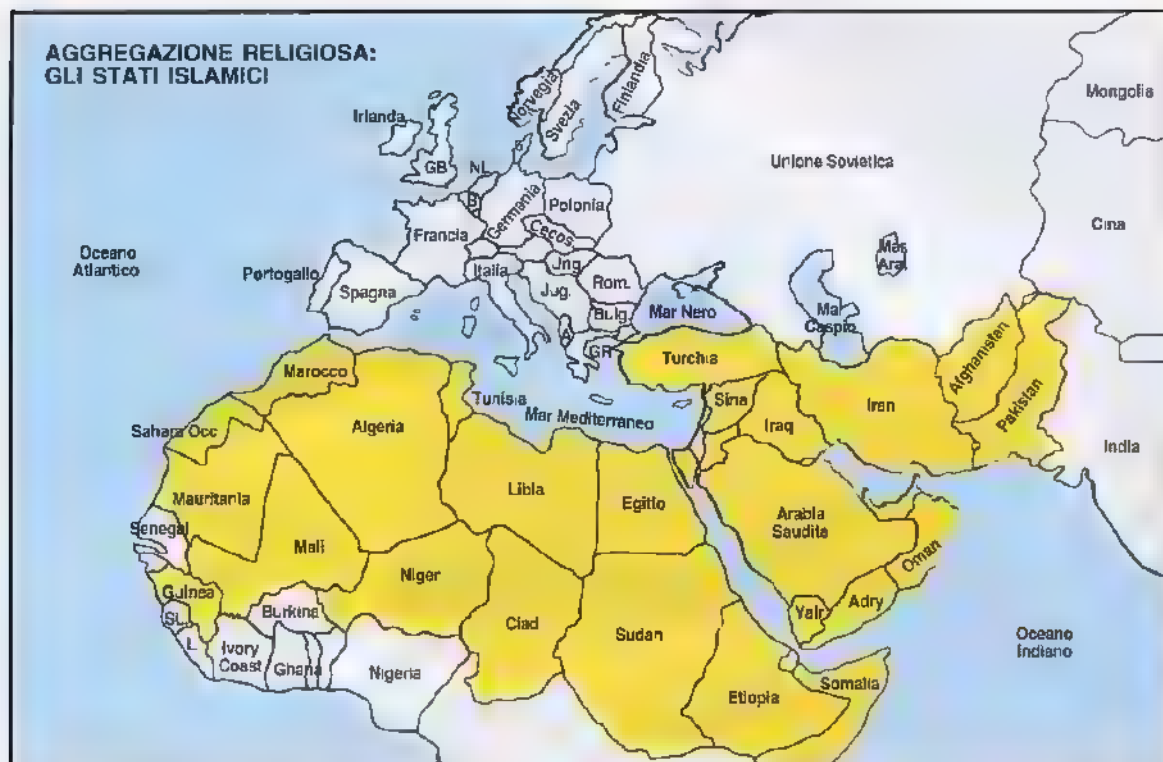 AGGREGAZIONE RELIGIOSA:
GLI STATI ISLAMICI
Norvegia
Svezia
Finlandia
Mongolia
Irlanda
GB
NL
B
Unione Sovietica
Germania
Polonia
Cecos.
Francia
Cina
Oceano
Atlantico
Mar
Aral
Portogallo
Spagna
Italia
Ung.
Rom.
Jug.
Bulg.
Mar Nero
Mar
Caspio
A
GR
Turchia
Afghanistan
Pakistan
Marocco
Tunisia
Mar Mediterraneo
Siria
Iraq
Iran
Algeria
Sahara Occ
India
Libia
Egitto
Arabia
Saudita
Mauritania
Senegal
Mali
Niger
Oman
Guinea
Burkina
Ciad
Sudan
Yair
Adry
SL
L
Ivory
Coast
Ghana
Nigeria
Etiopia
Somalia
Oceano
Indiano